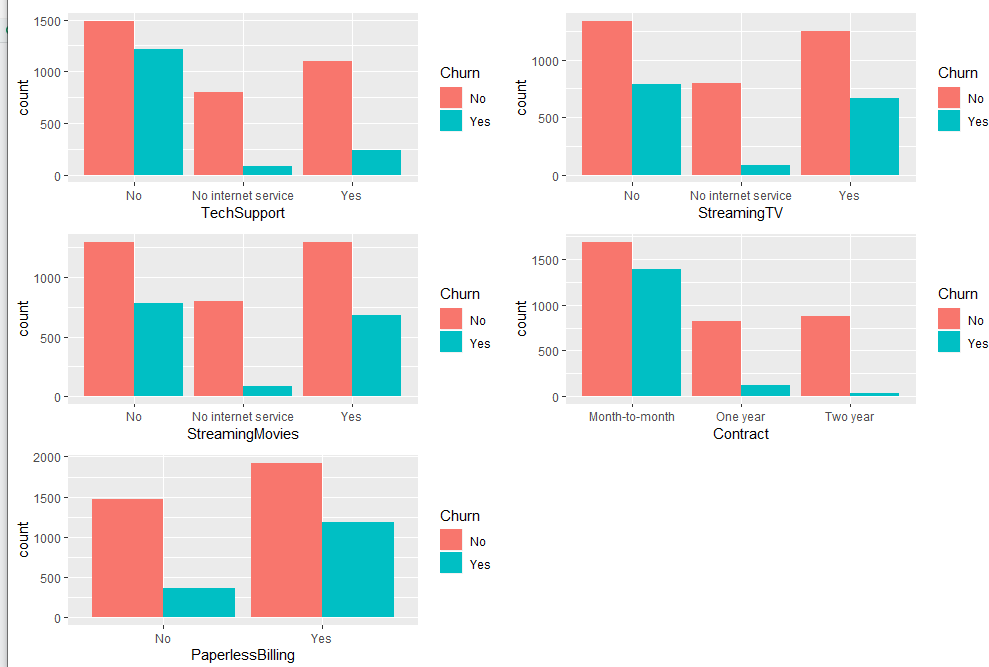 1500
1000
500
0
count
No
No internet service
Yes
TechSupport
Churn
No
Yes
1000
500
0
count
No
No internet service
Yes
StreamingTV
Churn
No
Yes
1000
500
0
count
No
No internet service
Yes
StreamingMovies
Churn
No
Yes
1500
1000
500
0
count
Month-to-month
One year
Two year
Contract
Churn
No
Yes
2000
1500
1000
500
0
count
No
Yes
PaperlessBilling
Churn
No
Yes